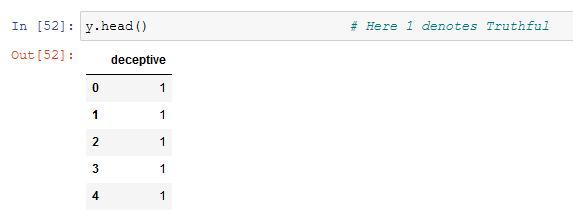 In [52]: y.head() # Here 1 denotes Truthful
Out[52]:
deceptive
0 1
1 1
2 1
3 1
4 1